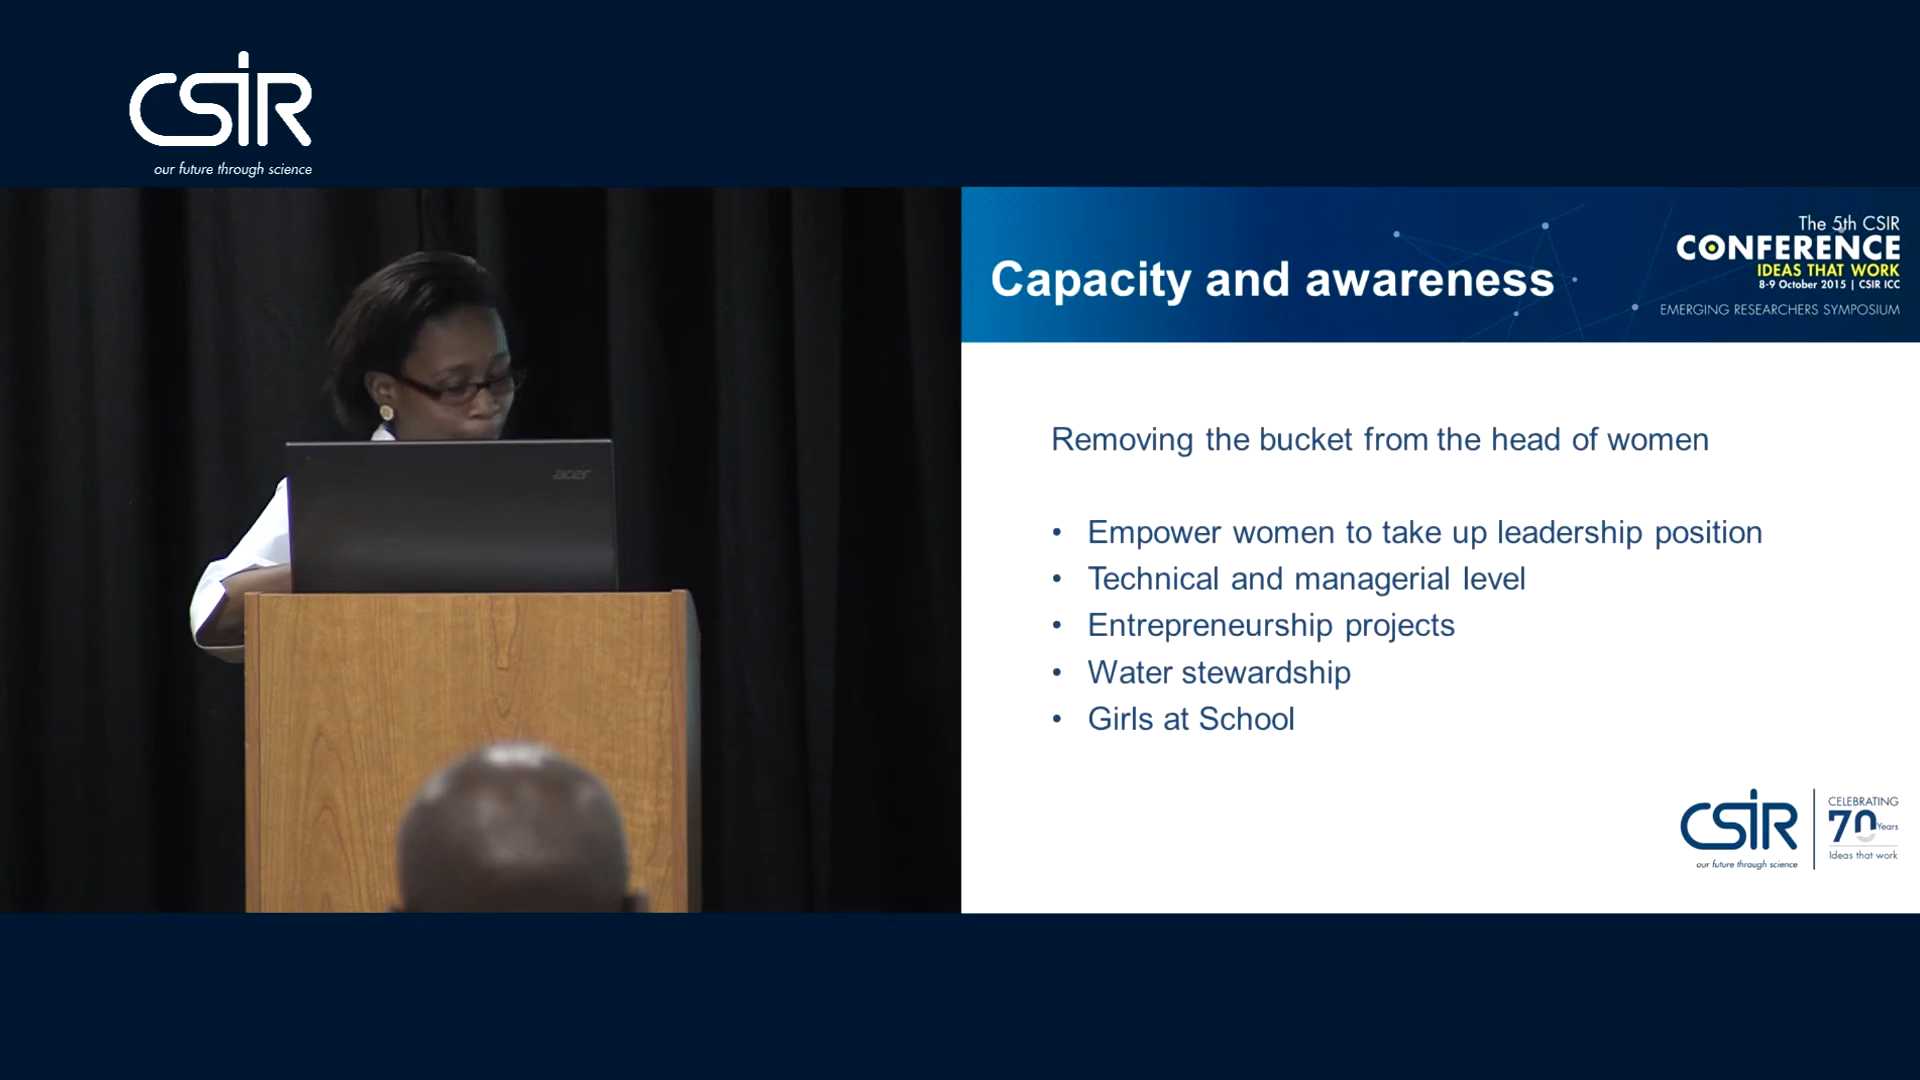 CSIR
our future through science
acer
Capacity and awareness
The 5th CSIR
CONFERENCE
IDEAS THAT WORK
8-9 October 2015 | CSIR ICC
EMERGING RESEARCHERS SYMPOSIUM
Removing the bucket from the head of women
• Empower women to take up leadership position
• Technical and managerial level
• Entrepreneurship projects
• Water stewardship
• Girls at School
CSIR
our future through science
CELEBRATING
70 Years
Ideas that work